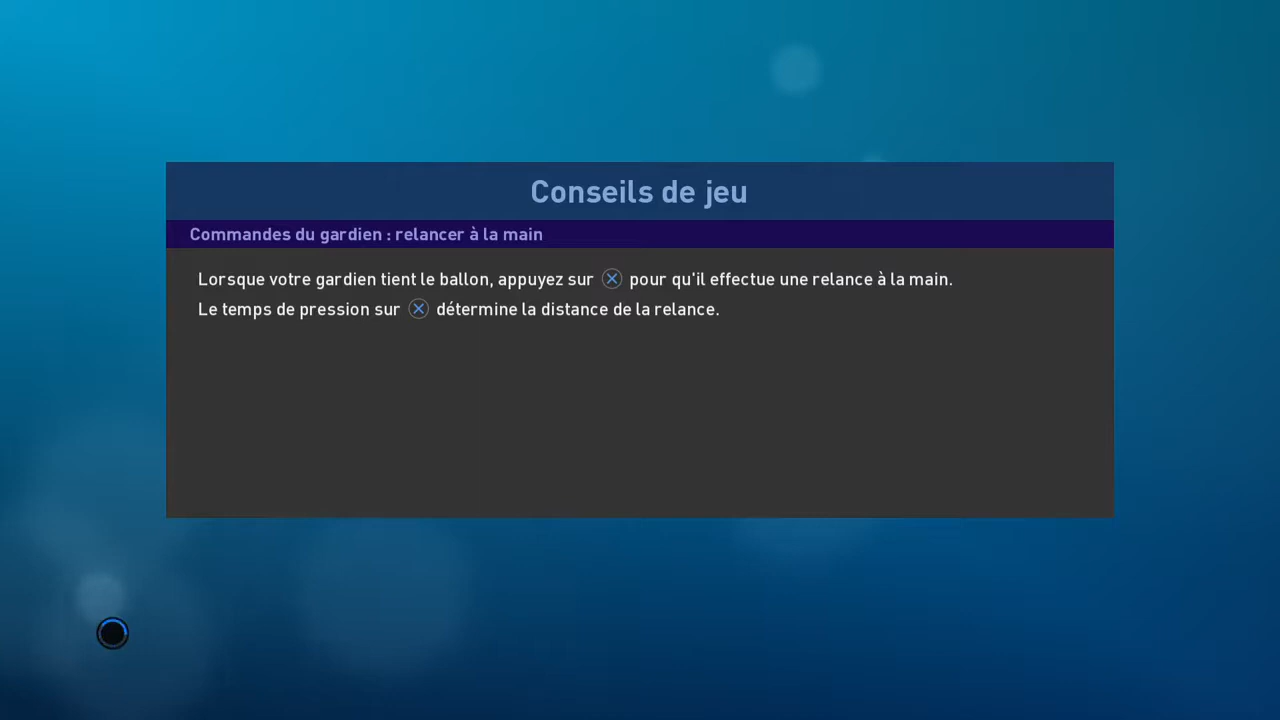 Conseils de jeu
Commandes du gardien : relancer à la main
Lorsque votre gardien tient le ballon, appuyez sur ⓧ pour qu'il effectue une relance à la main.
Le temps de pression sur ⓧ détermine la distance de la relance.